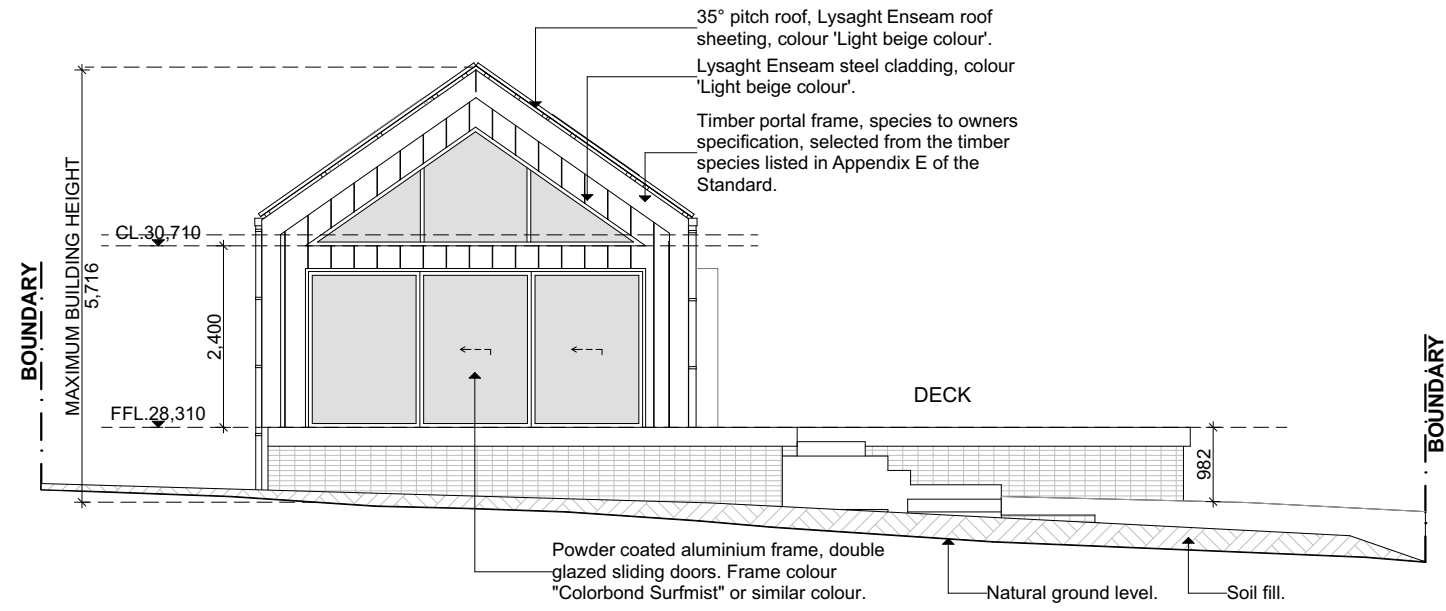 35° pitch roof, Lysaght Enseam roof
sheeting, colour 'Light beige colour'.
Lysaght Enseam steel cladding, colour
'Light beige colour'.
Timber portal frame, species to owners
specification, selected from the timber
species listed in Appendix E of the
Standard.
BOUNDARY
MAXIMUM BUILDING HEIGHT
5,716
CL.30,710
2,400
FFL.28,310
DECK
982
BOUNDARY
Powder coated aluminium frame, double
glazed sliding doors. Frame colour
"Colorbond Surfmist" or similar colour.
Natural ground level.
Soil fill.